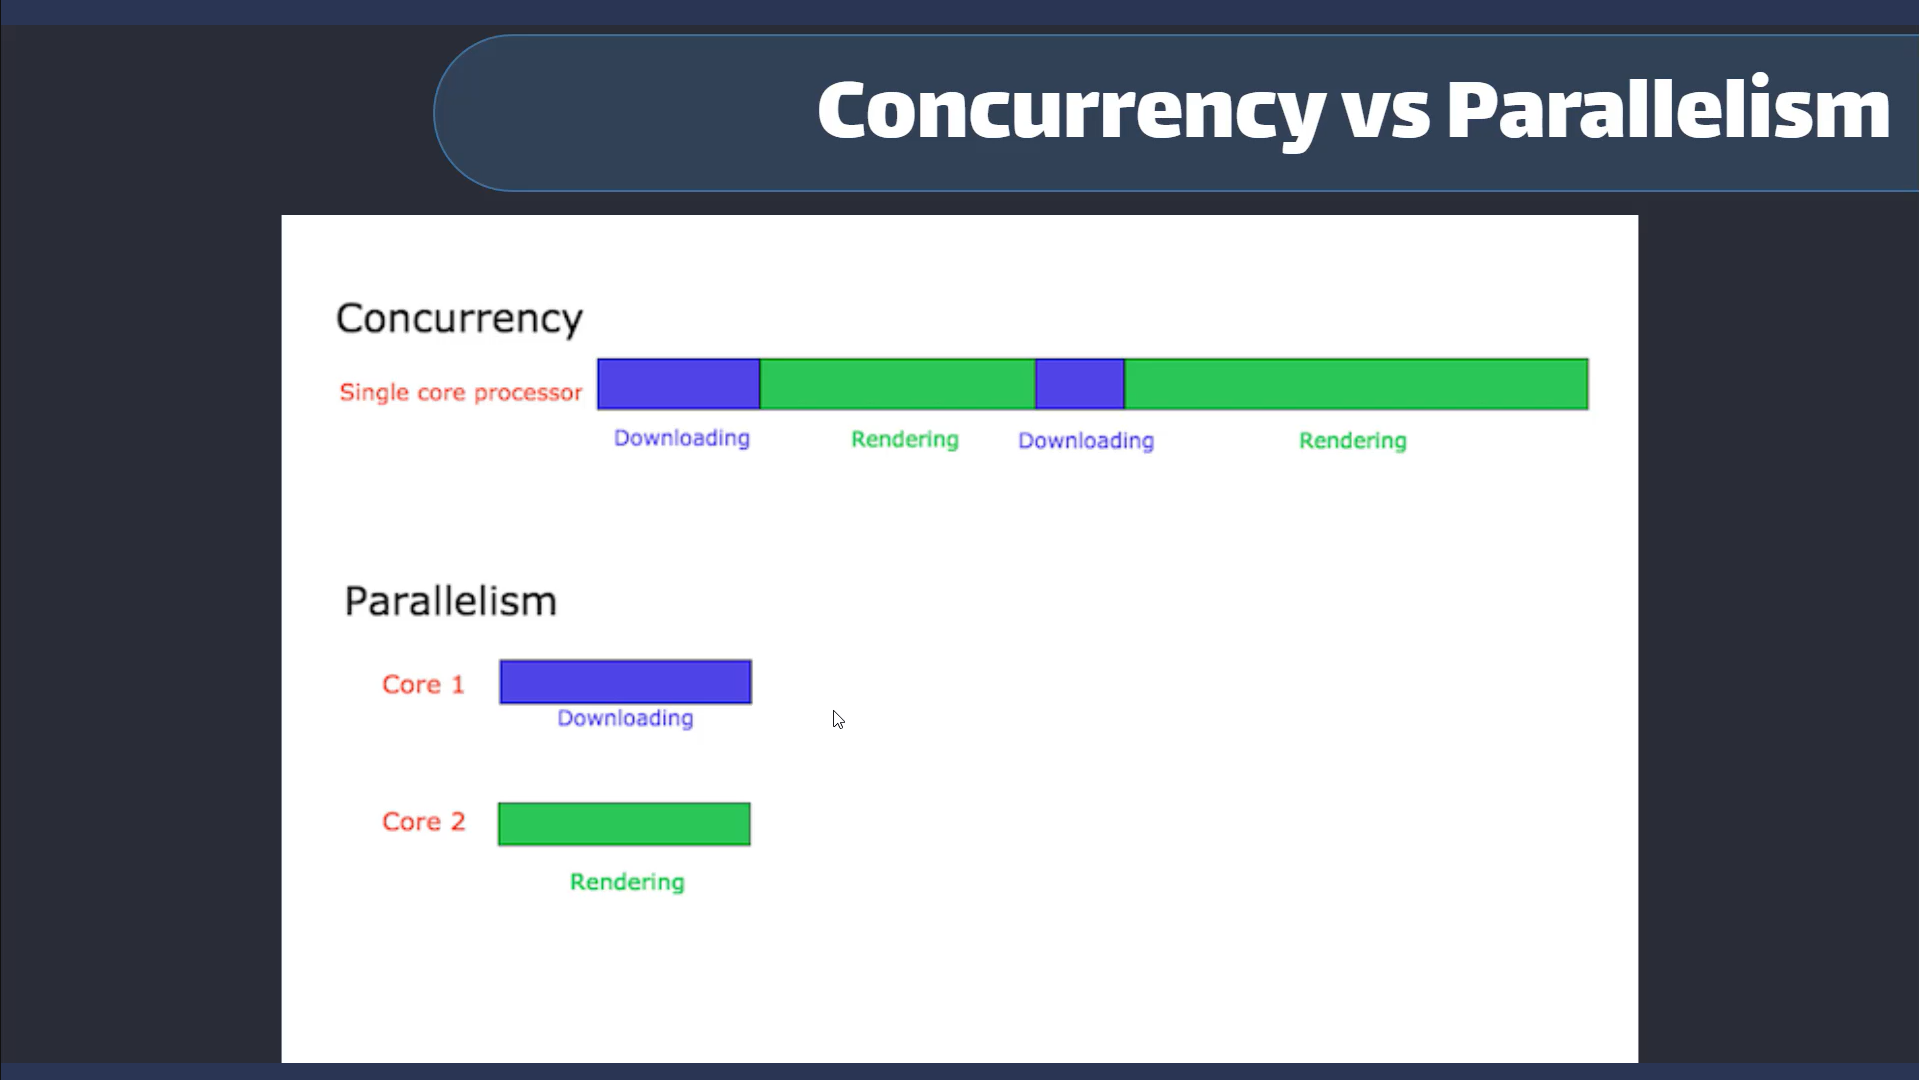 Concurrency vs Parallelism
Concurrency
Single core processor
Downloading
Rendering
Downloading
Rendering
Parallelism
Core 1
Downloading
Core 2
Rendering